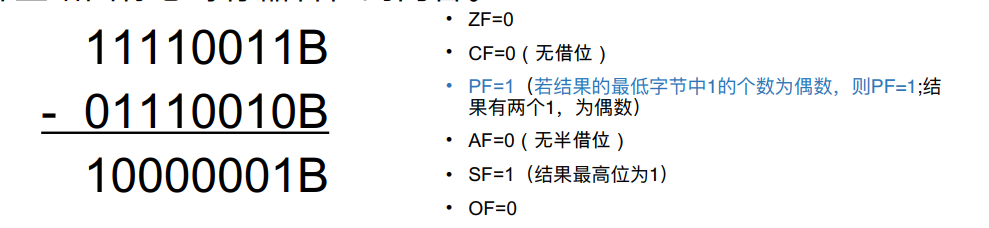 11110011B
- 01110010B
10000001B
• ZF=0
• CF=0（无借位）
• PF=1（若结果的最低字节中1的个数为偶数，则PF=1;结
果有两个1，为偶数）
• AF=0（无半借位）
• SF=1（结果最高位为1）
• OF=0